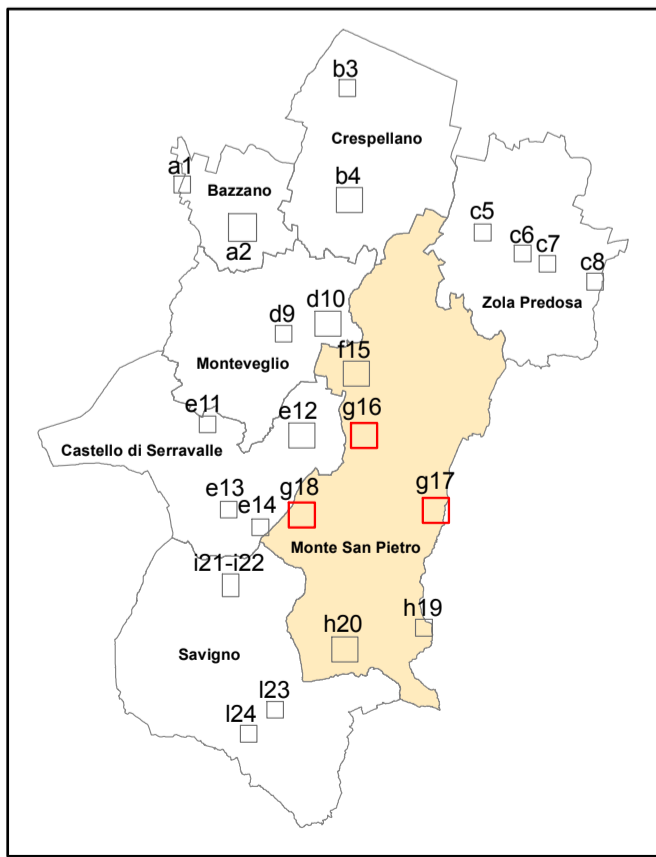 b3
Crespellano
a1
Bazzano
b4
a2
c5
c6
c7
c8
Zola Predosa
d10
d9
Monteveglio
f15
e11
e12
g16
Castello di Serravalle
e13
e14
g18
g17
Monte San Pietro
i21-i22
h19
h20
Savigno
l23
l24